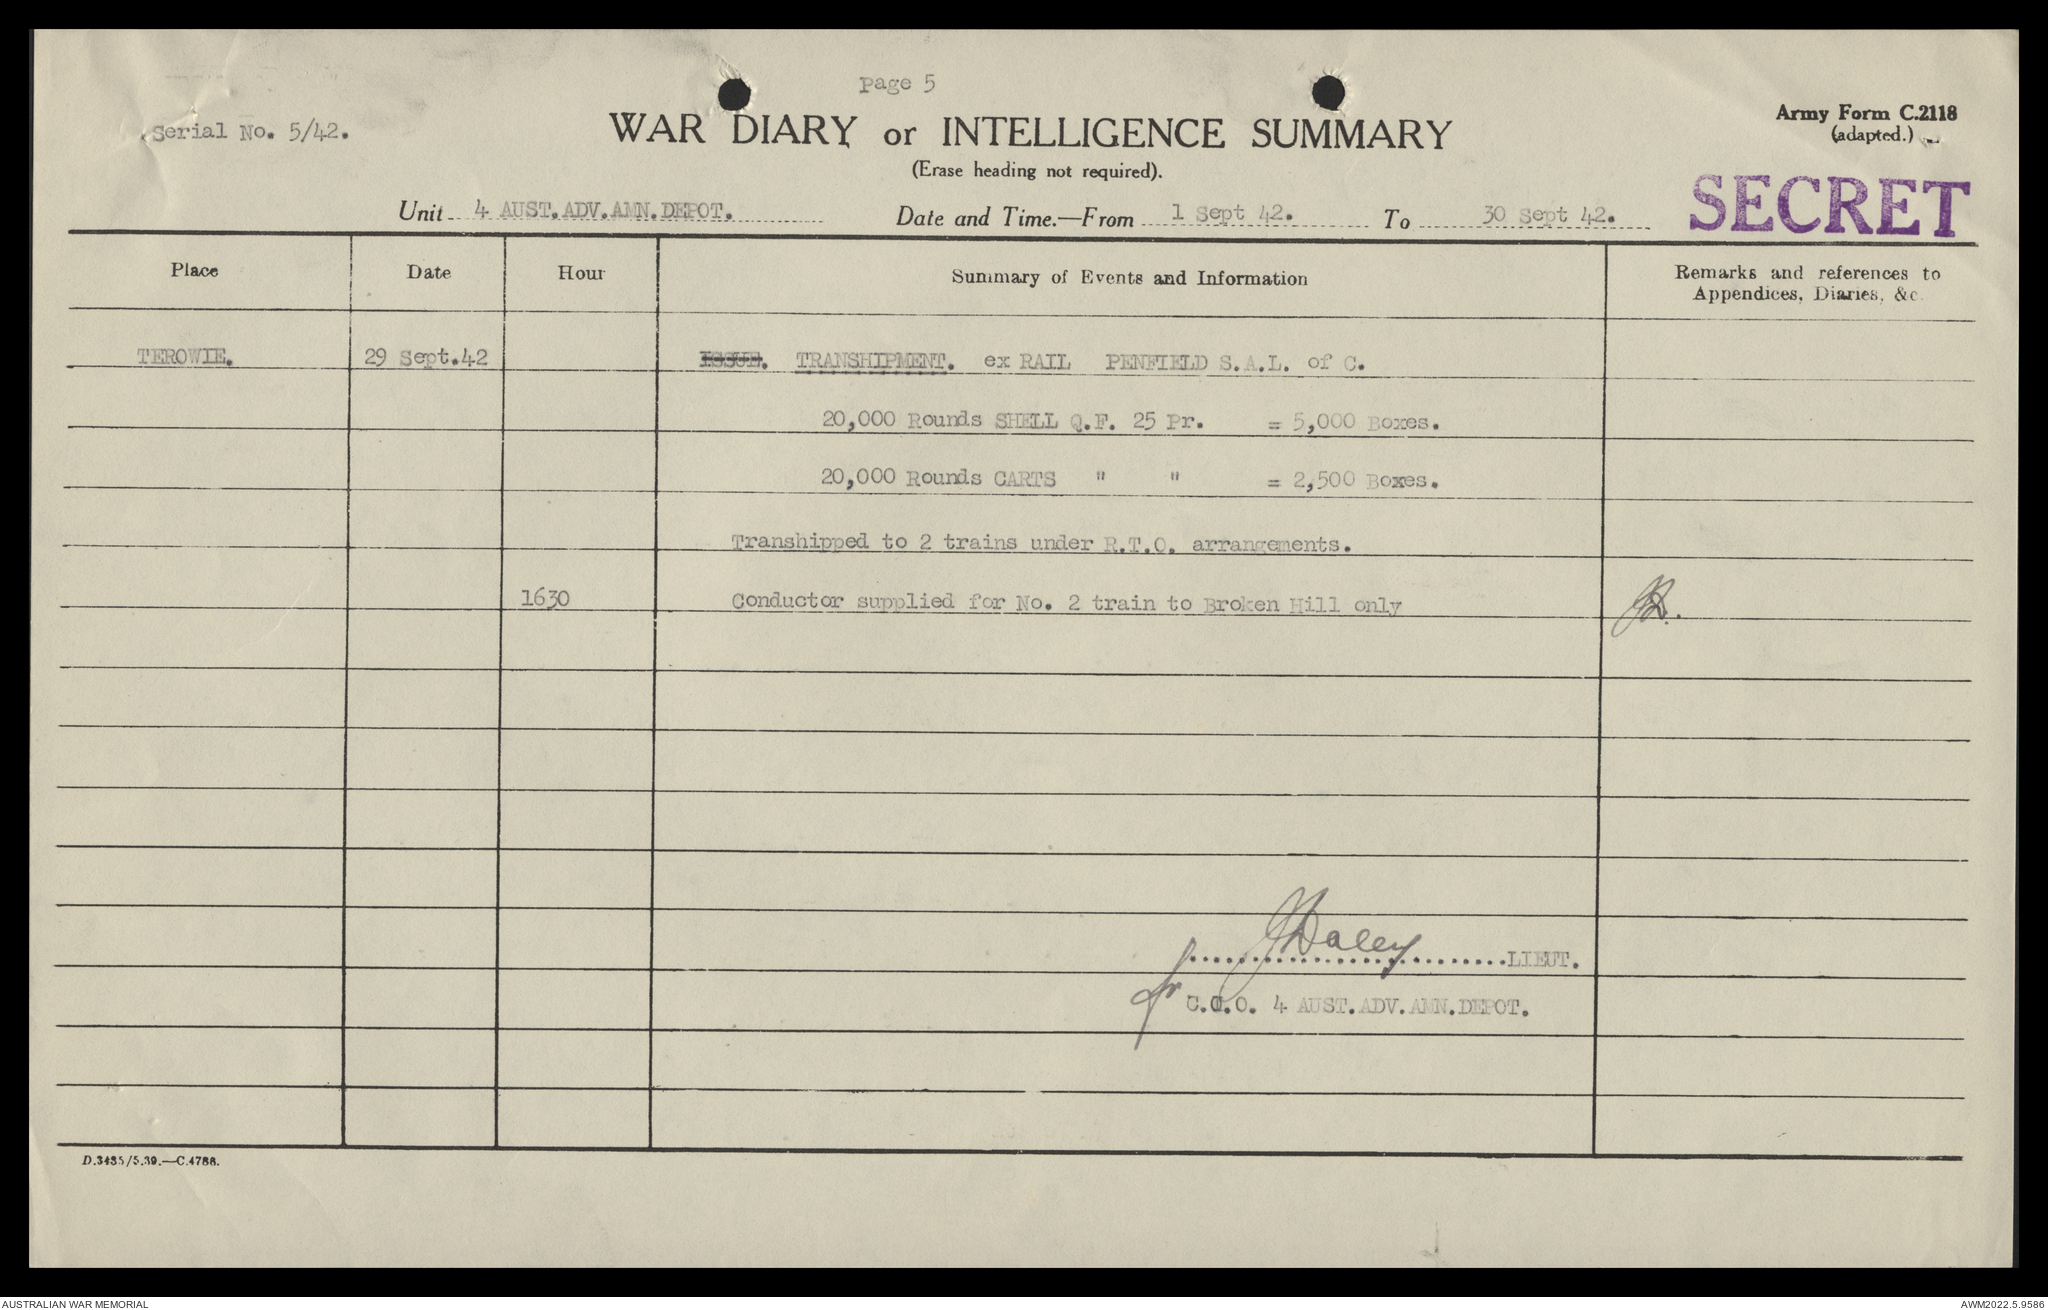 Page 5
Serial No. 5/42.
WAR DIARY or INTELLIGENCE SUMMARY
Army Form C.2118
(adapted.)
(Erase heading not required).
SECRET
Unit 4 AUST.ADV.AMN.DEPOT. Date and Time.—From 1 Sept 42. To 30 Sept 42.
Place Date Hour Summary of Events and Information Remarks and references to
Appendices, Diaries, &c.
TEROWIE. 29 Sept.42 ISSUE. TRANSHIPMENT. ex RAIL PENFIELD S.A.L. of C.
20,000 Rounds SHELL Q.F. 25 Pr. = 5,000 Boxes.
20,000 Rounds CARTS " " = 2,500 Boxes.
Transhipped to 2 trains under R.T.O. arrangements.
1630 Conductor supplied for No. 2 train to Broken Hill only JD.
JDaley LIEUT.
for C.O.O. 4 AUST.ADV.AMN.DEPOT.
D.3485/5.39.—C.4788.
AUSTRALIAN WAR MEMORIAL AWM2022.5.9586